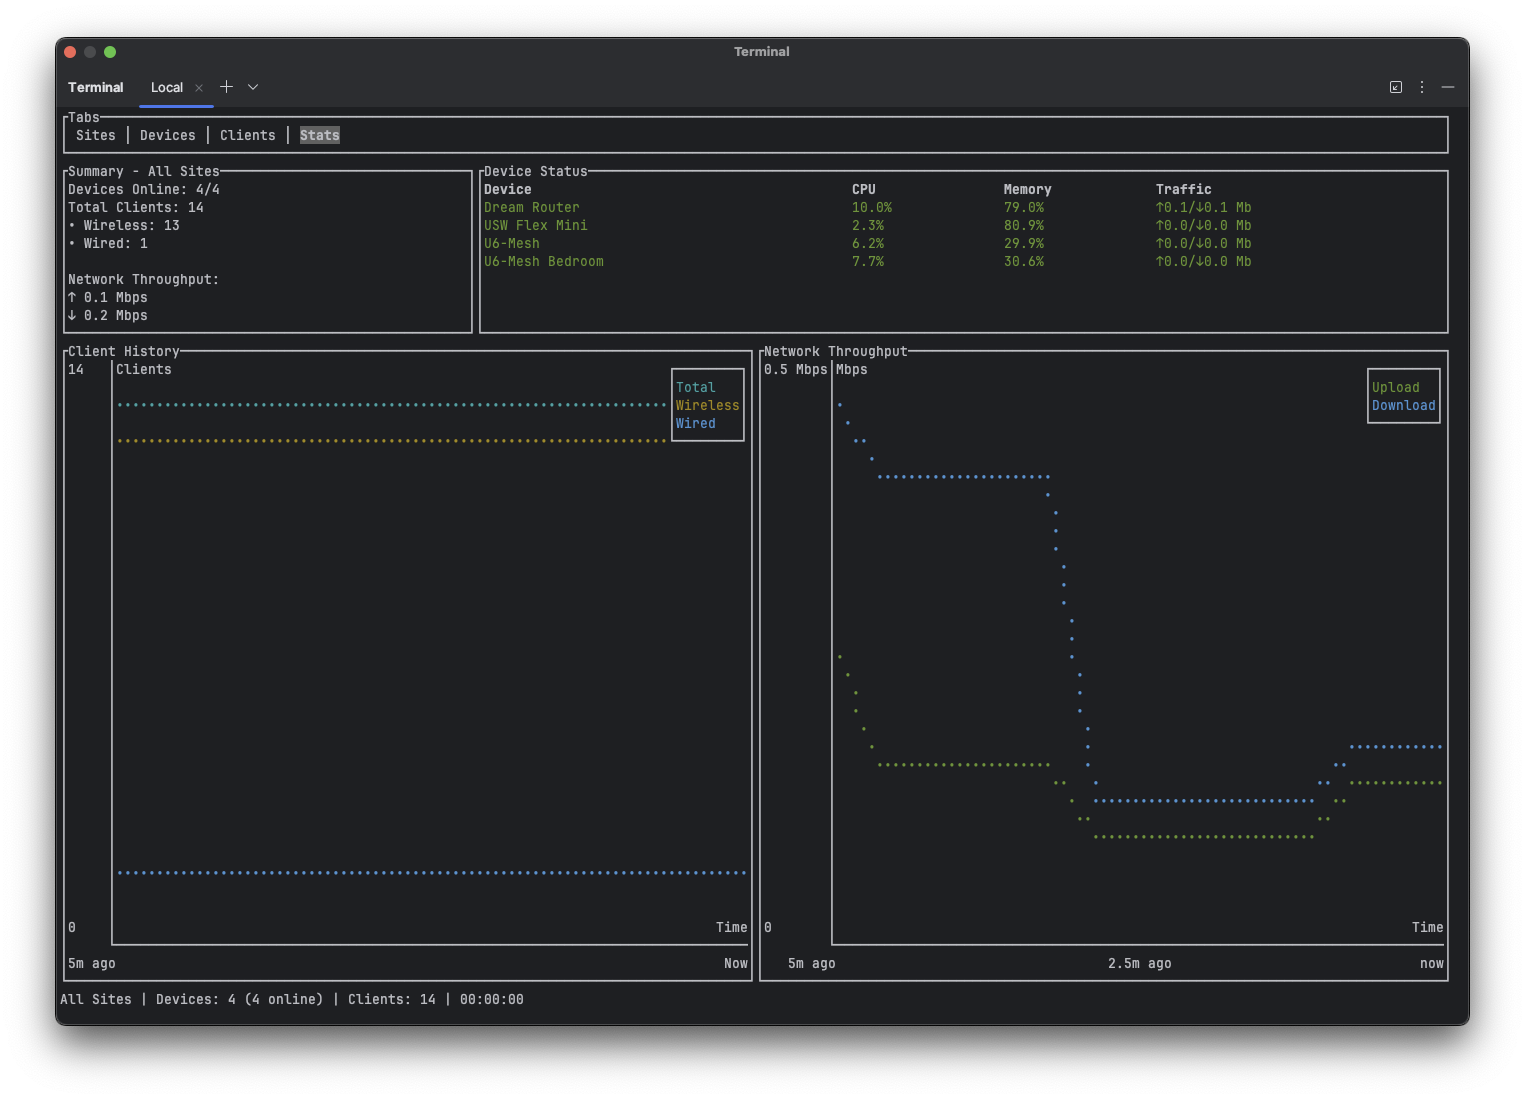 Terminal
Terminal Local
Tabs
Sites │ Devices │ Clients │ Stats
Summary - All Sites
Devices Online: 4/4
Total Clients: 14
• Wireless: 13
• Wired: 1
Network Throughput:
↑ 0.1 Mbps
↓ 0.2 Mbps
Device Status
Device CPU Memory Traffic
Dream Router 10.0% 79.0% ↑0.1/↓0.1 Mb
USW Flex Mini 2.3% 80.9% ↑0.0/↓0.0 Mb
U6-Mesh 6.2% 29.9% ↑0.0/↓0.0 Mb
U6-Mesh Bedroom 7.7% 30.6% ↑0.0/↓0.0 Mb
Client History
14 Clients
Total
Wireless
Wired
0 Time
5m ago Now
Network Throughput
0.5 Mbps Mbps
Upload
Download
0 Time
5m ago 2.5m ago now
All Sites | Devices: 4 (4 online) | Clients: 14 | 00:00:00